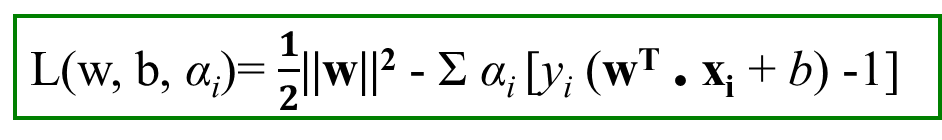 L(w, b, αᵢ)= ½||w||² - Σ αᵢ [yᵢ (wᵀ • xᵢ + b) -1]